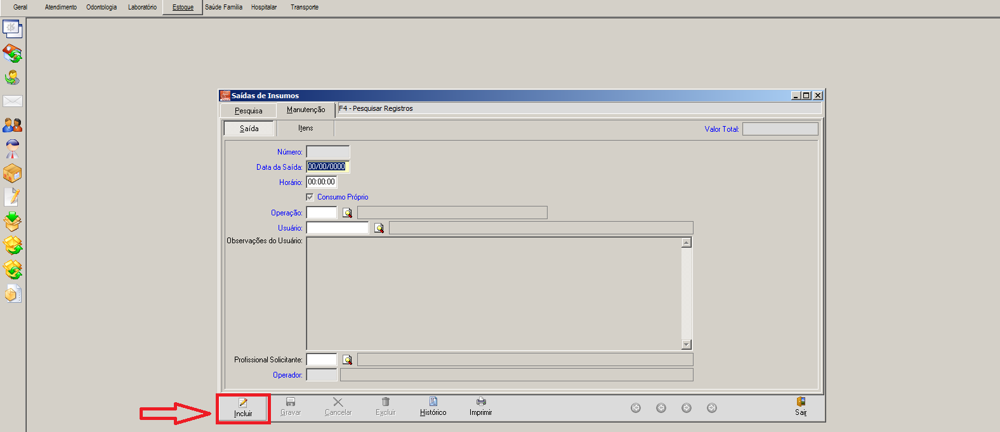 Geral Atendimento Odontologia Laboratório Estoque Saúde Família Hospitalar Transporte
Saídas de Insumos
Pesquisa Manutenção F4 - Pesquisar Registros
Saída Itens Valor Total:
Número:
Data da Saída: 00/00/0000
Horário: 00:00:00
Consumo Próprio
Operação:
Usuário:
Observações do Usuário:
Profissional Solicitante:
Operador:
Incluir Gravar Cancelar Excluir Histórico Imprimir Sair